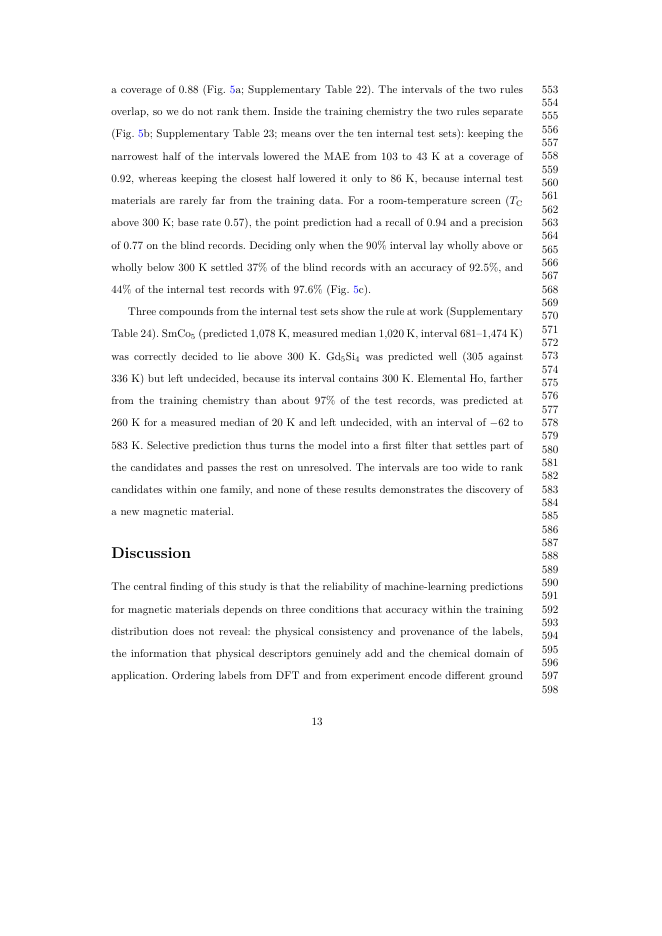 a coverage of 0.88 (Fig. 5a; Supplementary Table 22). The intervals of the two rules
overlap, so we do not rank them. Inside the training chemistry the two rules separate
(Fig. 5b; Supplementary Table 23; means over the ten internal test sets): keeping the
narrowest half of the intervals lowered the MAE from 103 to 43 K at a coverage of
0.92, whereas keeping the closest half lowered it only to 86 K, because internal test
materials are rarely far from the training data. For a room-temperature screen (T_C
above 300 K; base rate 0.57), the point prediction had a recall of 0.94 and a precision
of 0.77 on the blind records. Deciding only when the 90% interval lay wholly above or
wholly below 300 K settled 37% of the blind records with an accuracy of 92.5%, and
44% of the internal test records with 97.6% (Fig. 5c).
Three compounds from the internal test sets show the rule at work (Supplementary
Table 24). SmCo₅ (predicted 1,078 K, measured median 1,020 K, interval 681–1,474 K)
was correctly decided to lie above 300 K. Gd₅Si₄ was predicted well (305 against
336 K) but left undecided, because its interval contains 300 K. Elemental Ho, farther
from the training chemistry than about 97% of the test records, was predicted at
260 K for a measured median of 20 K and left undecided, with an interval of −62 to
583 K. Selective prediction thus turns the model into a first filter that settles part of
the candidates and passes the rest on unresolved. The intervals are too wide to rank
candidates within one family, and none of these results demonstrates the discovery of
a new magnetic material.
Discussion
The central finding of this study is that the reliability of machine-learning predictions
for magnetic materials depends on three conditions that accuracy within the training
distribution does not reveal: the physical consistency and provenance of the labels,
the information that physical descriptors genuinely add and the chemical domain of
application. Ordering labels from DFT and from experiment encode different ground
13
553
554
555
556
557
558
559
560
561
562
563
564
565
566
567
568
569
570
571
572
573
574
575
576
577
578
579
580
581
582
583
584
585
586
587
588
589
590
591
592
593
594
595
596
597
598